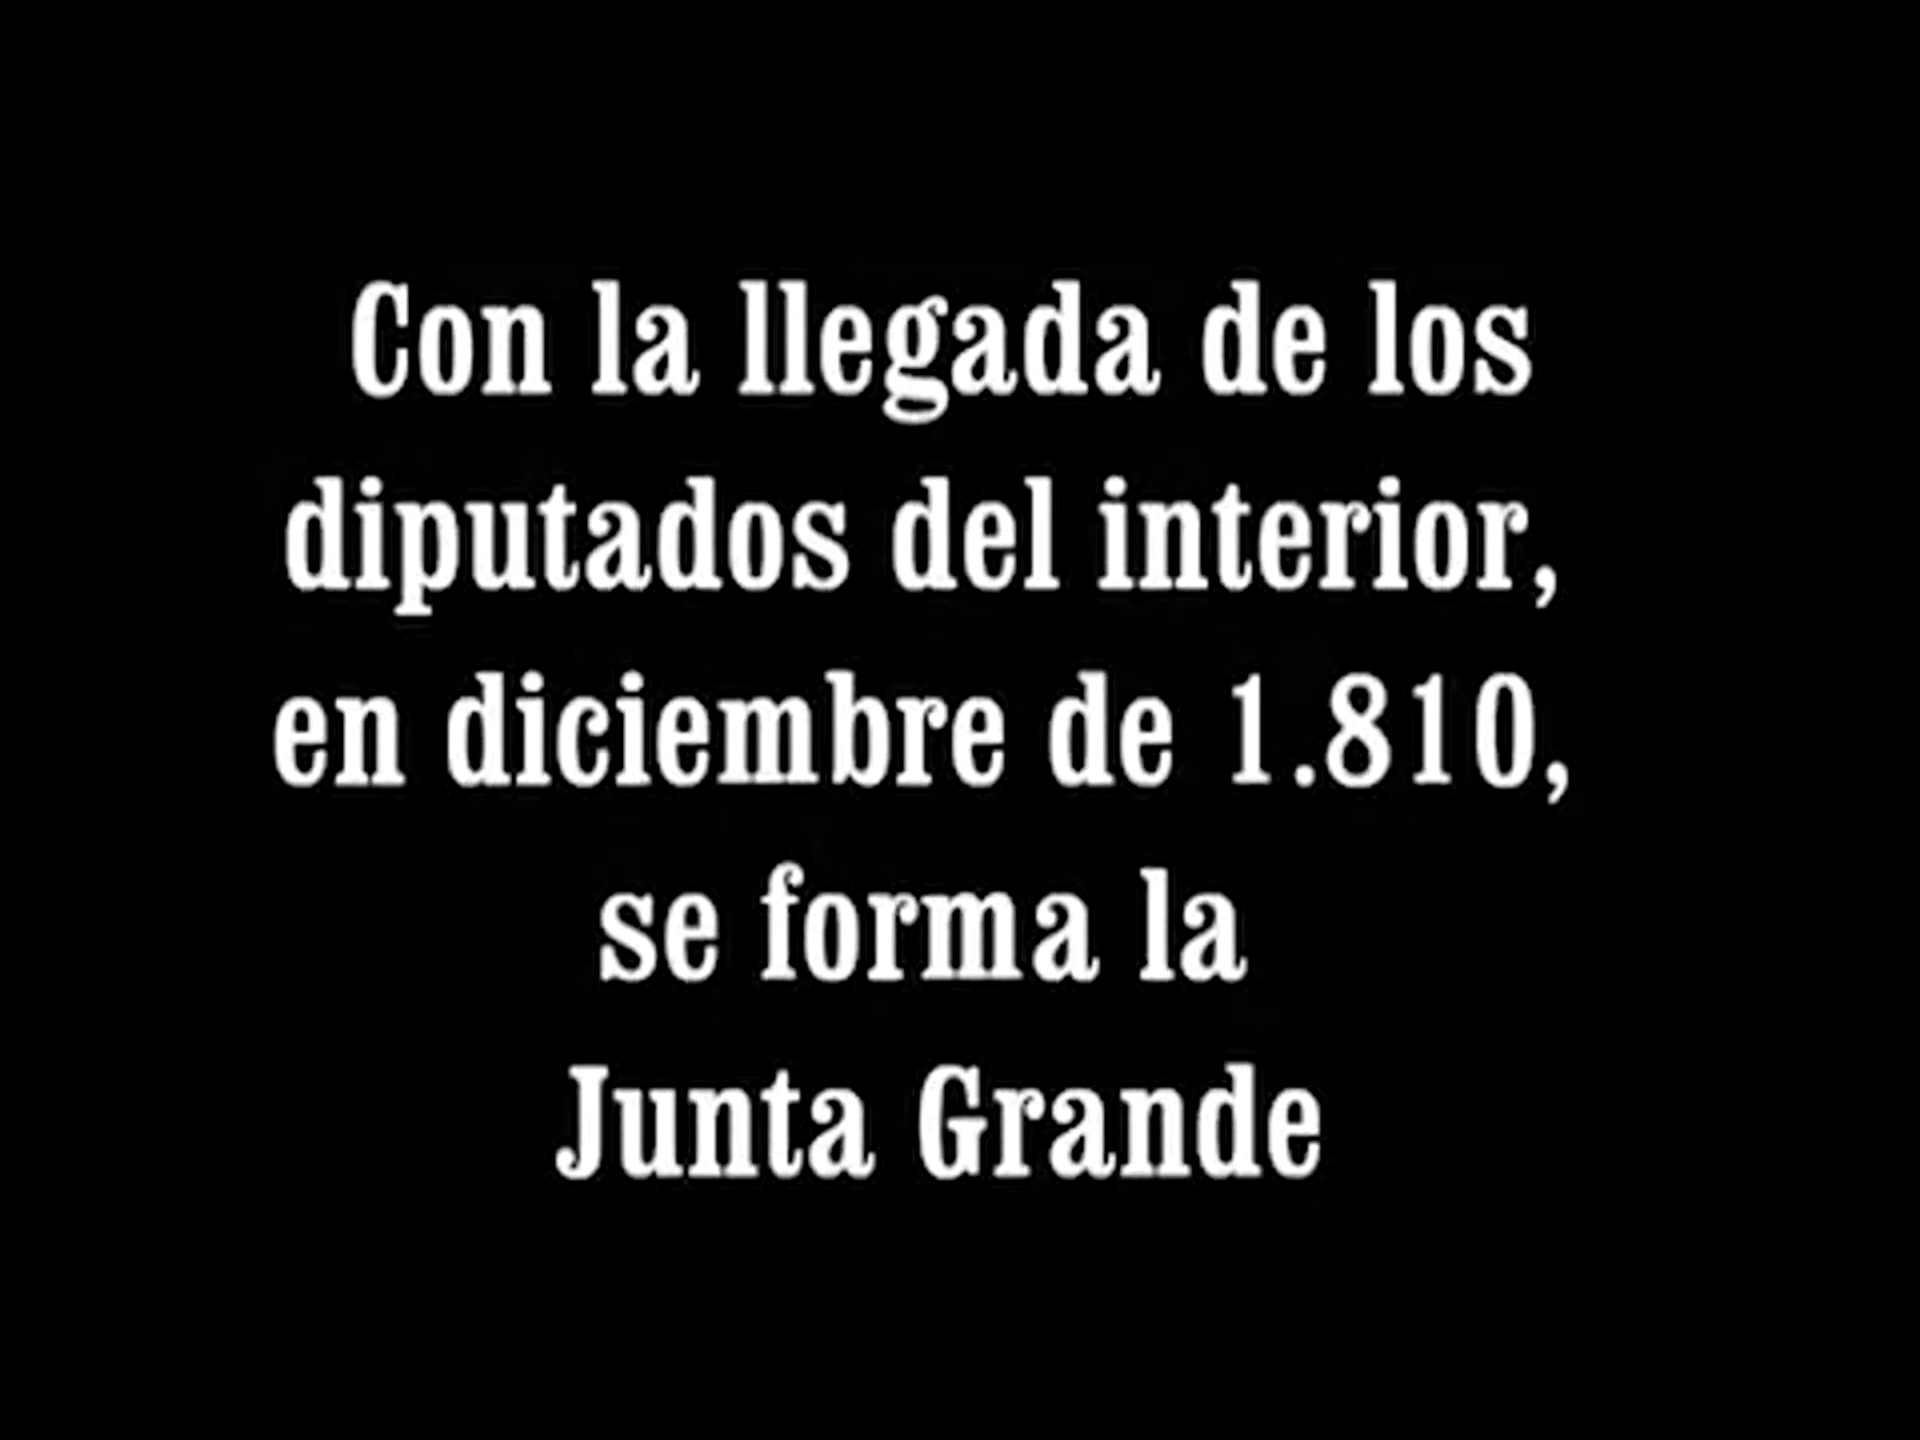 Con la llegada de los
diputados del interior,
en diciembre de 1.810,
se forma la
Junta Grande